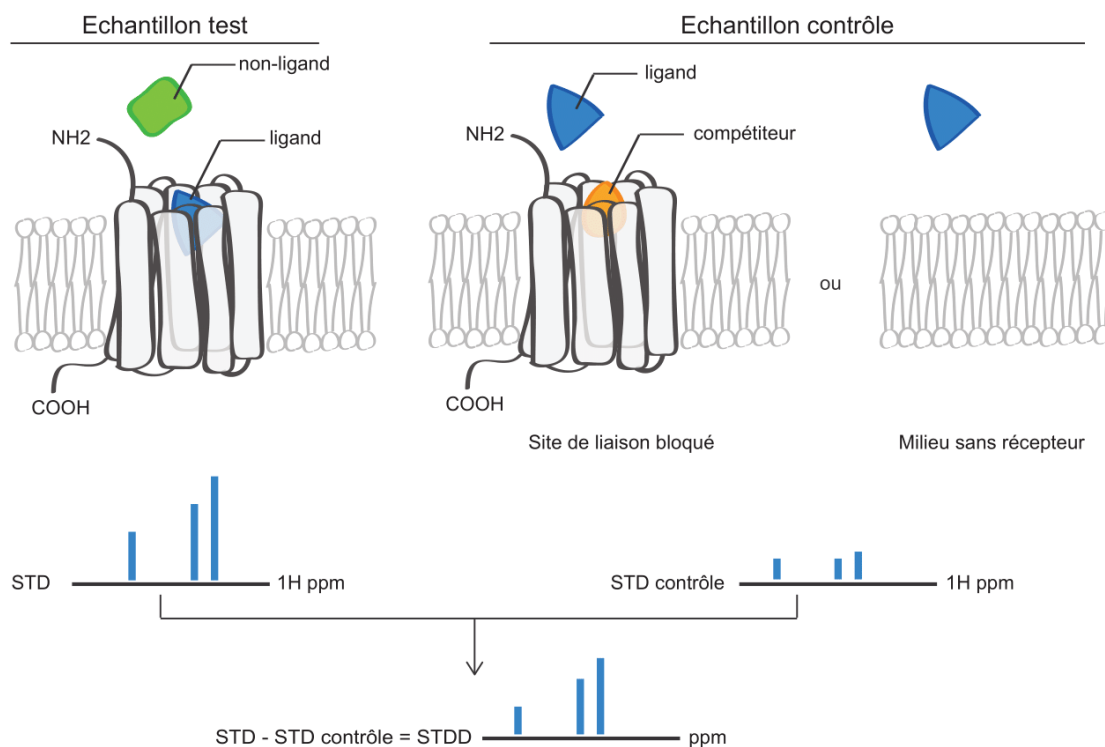 Echantillon test
Echantillon contrôle
non-ligand
NH2
ligand
COOH
ligand
NH2
compétiteur
COOH
ou
Site de liaison bloqué
Milieu sans récepteur
STD
1H ppm
STD contrôle
1H ppm
STD - STD contrôle = STDD
ppm